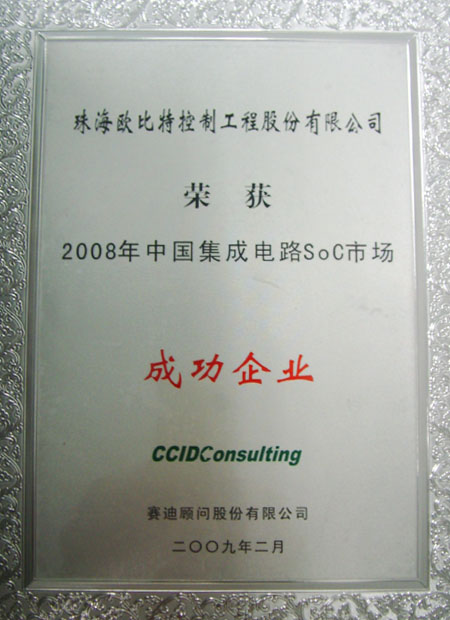 珠海欧比特控制工程股份有限公司
荣 获
2008年中国集成电路SoC市场
成功企业
CCIDConsulting
赛迪顾问股份有限公司
二〇〇九年二月